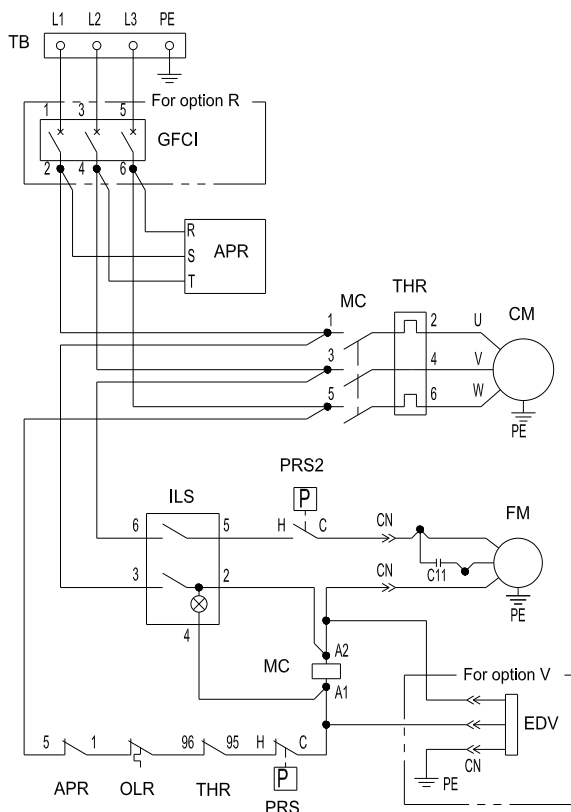 L1 L2 L3 PE
TB
For option R
1 3 5
GFCI
2 4 6
R
S APR
T
MC THR
1 2 U CM
3 4 V
5 6 W
PE
PRS2
ILS P
6 5 H C CN FM
3 2 C11
CN
4 PE
A2
MC
A1 For option V
EDV
5 1 96 95 H C CN
PE
APR OLR THR P
PRS